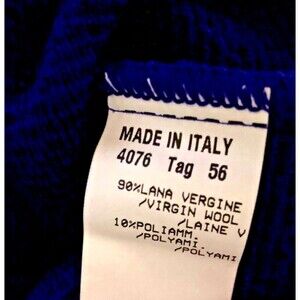 MADE IN ITALY
4076 Tag 56
90%LANA VERGINE
/VIRGIN WOOL
/LAINE V
10%POLIAMM.
/POLYAMI.
/POLYAMI